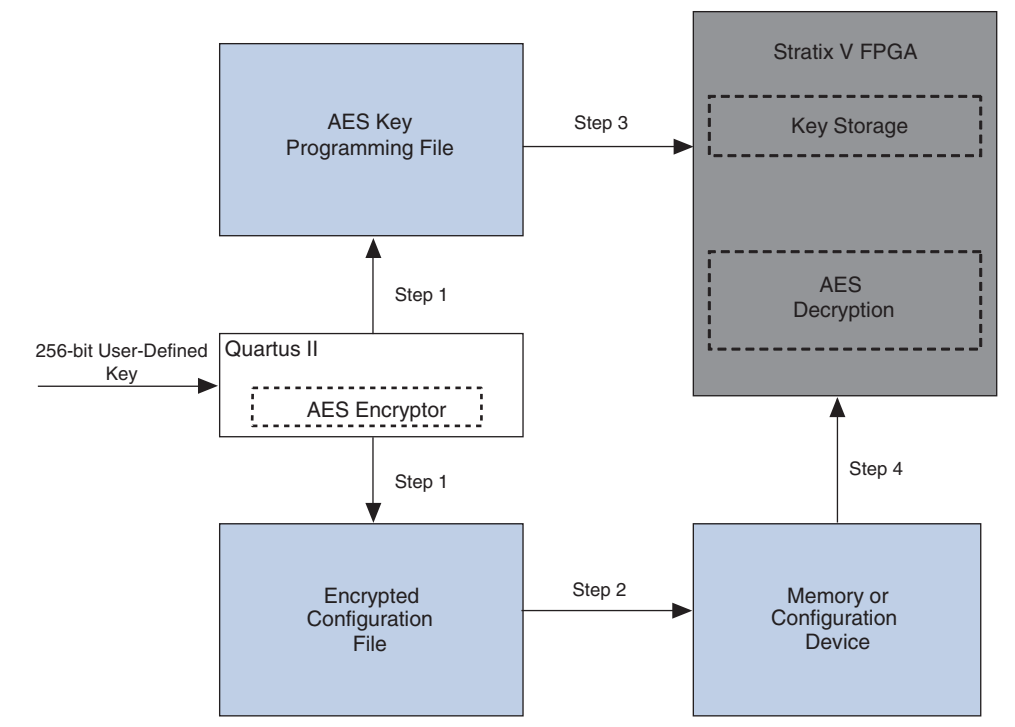 Stratix V FPGA
AES Key
Programming File
Step 3
Key Storage
AES
Decryption
Step 1
256-bit User-Defined
Key
Quartus II
AES Encryptor
Step 1
Step 4
Encrypted
Configuration
File
Step 2
Memory or
Configuration
Device